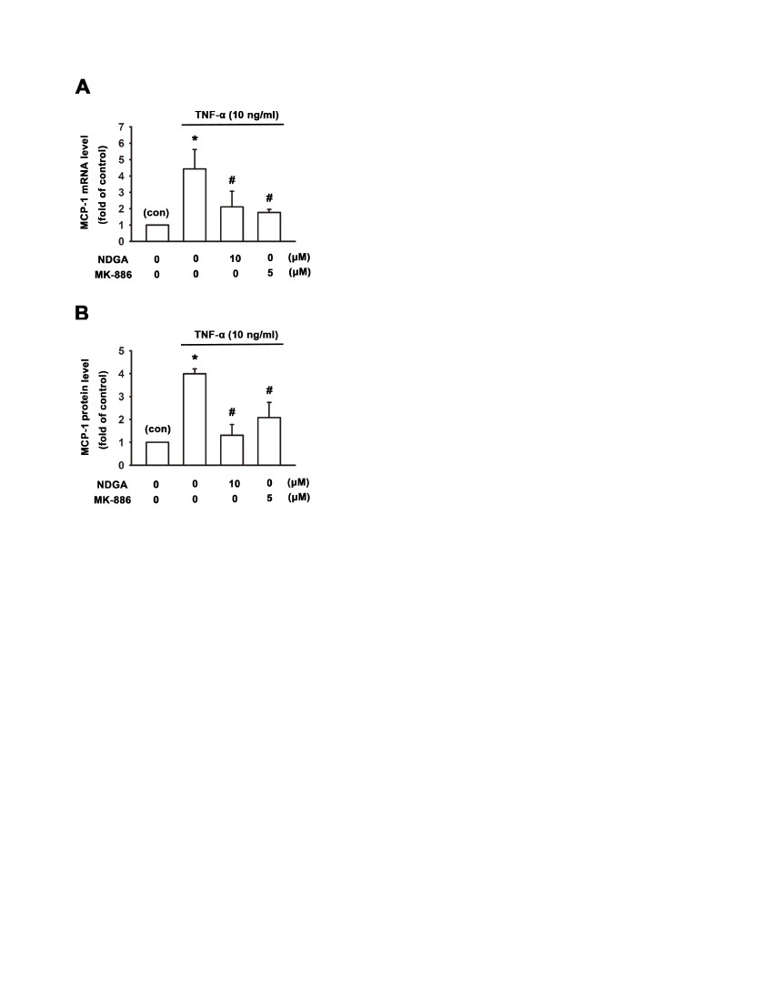 A
TNF-α (10 ng/ml)
MCP-1 mRNA level
(fold of control)
7
6
5
4
3
2
1
0
*
#
#
(con)
NDGA 0 0 10 0 (μM)
MK-886 0 0 0 5 (μM)
B
TNF-α (10 ng/ml)
MCP-1 protein level
(fold of control)
5
4
3
2
1
0
*
#
#
(con)
NDGA 0 0 10 0 (μM)
MK-886 0 0 0 5 (μM)